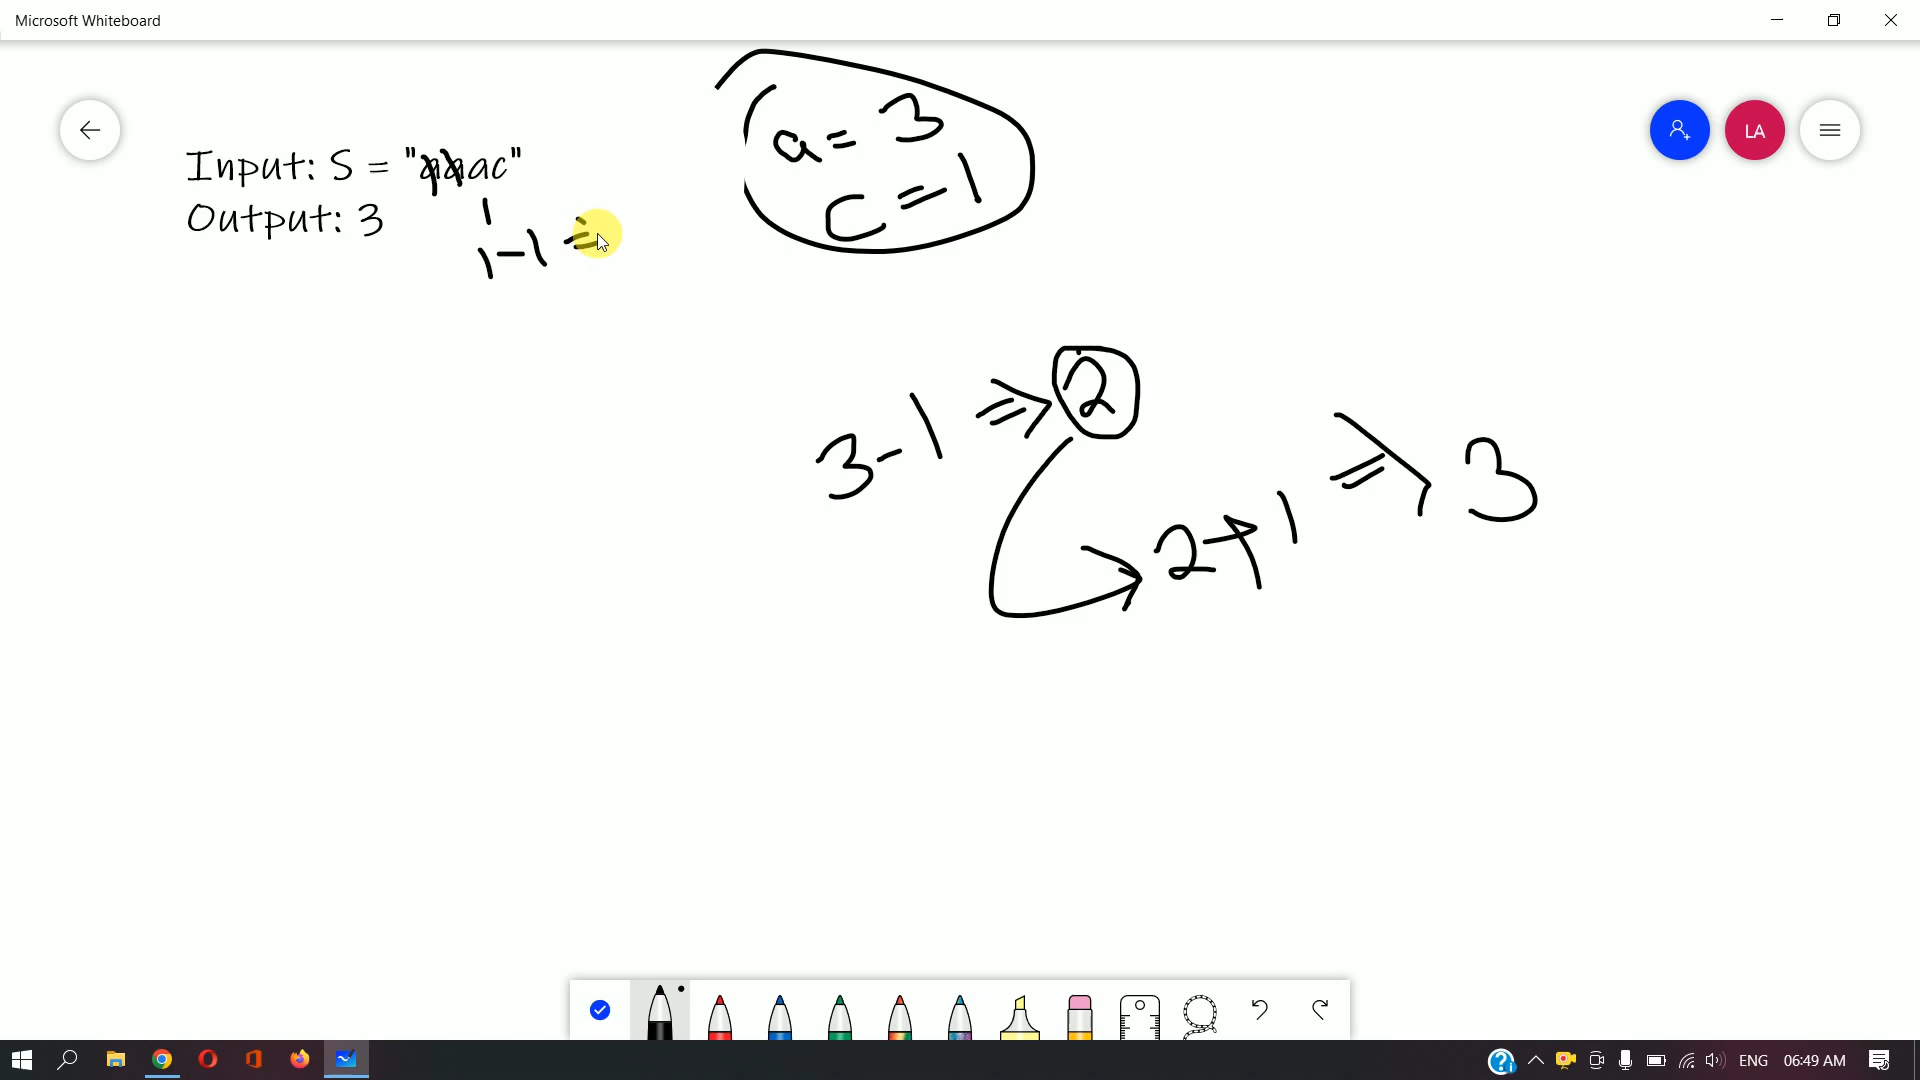 Microsoft Whiteboard
Input: S = "aaac"
Output: 3
1
1-1 =
a = 3
C = 1
3-1 => 2
2+1 => 3
LA
ENG
06:49 AM